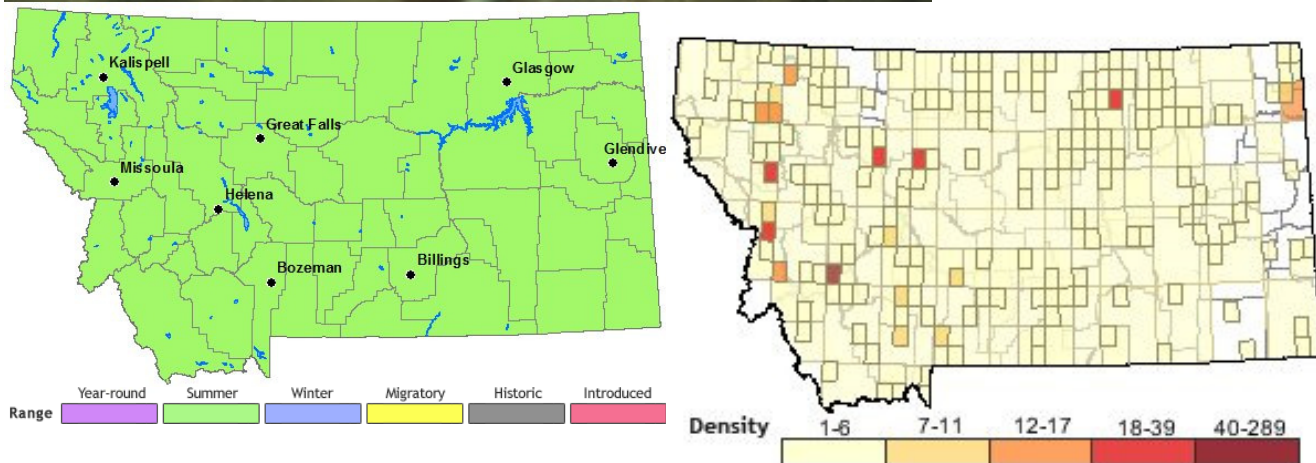 Kalispell
Glasgow
Great Falls
Glendive
Missoula
Helena
Bozeman
Billings
Year-round Summer Winter Migratory Historic Introduced
Range
Density 1-6 7-11 12-17 18-39 40-289